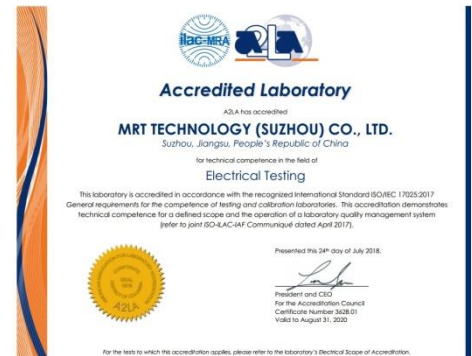 ilac-MRA
A2LA
Accredited Laboratory
A2LA has accredited
MRT TECHNOLOGY (SUZHOU) CO., LTD.
Suzhou, Jiangsu, People's Republic of China
for technical competence in the field of
Electrical Testing
This laboratory is accredited in accordance with the recognized International Standard ISO/IEC 17025:2017
General requirements for the competence of testing and calibration laboratories. This accreditation demonstrates
technical competence for a defined scope and the operation of a laboratory quality management system
(refer to joint ISO-ILAC-IAF Communiqué dated April 2017).
Presented this 24th day of July 2018.
President and CEO
For the Accreditation Council
Certificate Number 3628.01
Valid to August 31, 2020
SEAL
1978
A2LA
For the tests to which this accreditation applies, please refer to the laboratory's Electrical Scope of Accreditation.